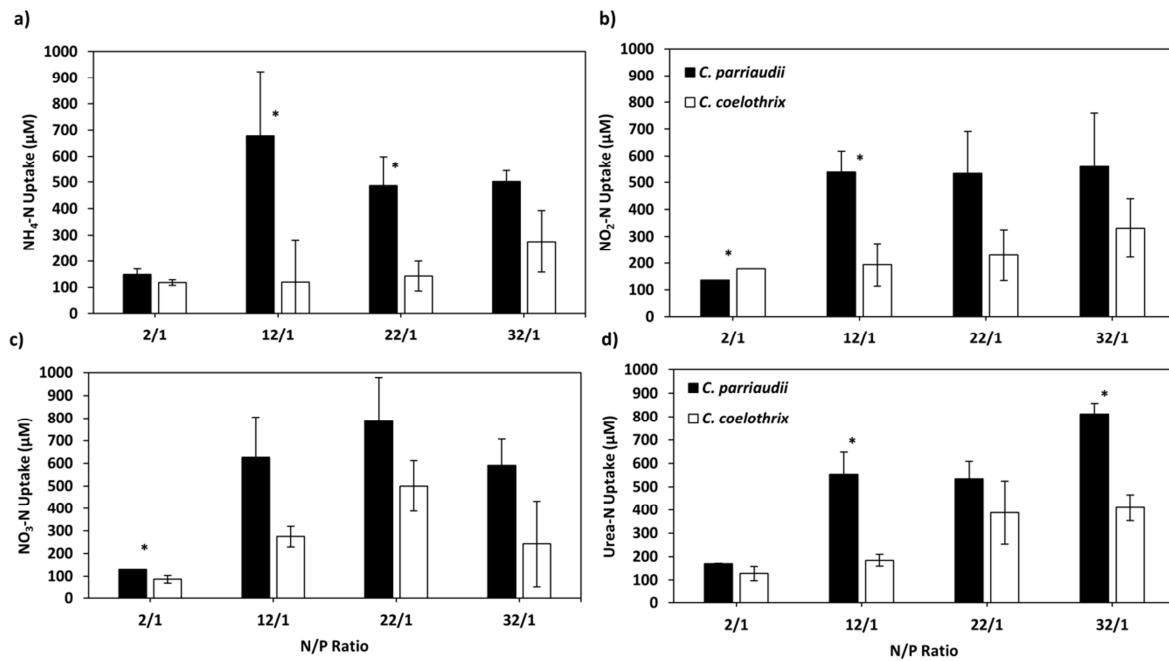 a)
1000
900
800
700
600
500
400
300
200
100
0
NH₄-N Uptake (µM)
*
*
2/1 12/1 22/1 32/1
b)
1000
900
800
700
600
500
400
300
200
100
0
NO₂-N Uptake (µM)
C. parriaudii
C. coelothrix
*
*
2/1 12/1 22/1 32/1
c)
1000
900
800
700
600
500
400
300
200
100
0
NO₃-N Uptake (µM)
*
2/1 12/1 22/1 32/1
N/P Ratio
d)
1000
900
800
700
600
500
400
300
200
100
0
Urea-N Uptake (µM)
C. parriaudii
C. coelothrix
*
*
2/1 12/1 22/1 32/1
N/P Ratio